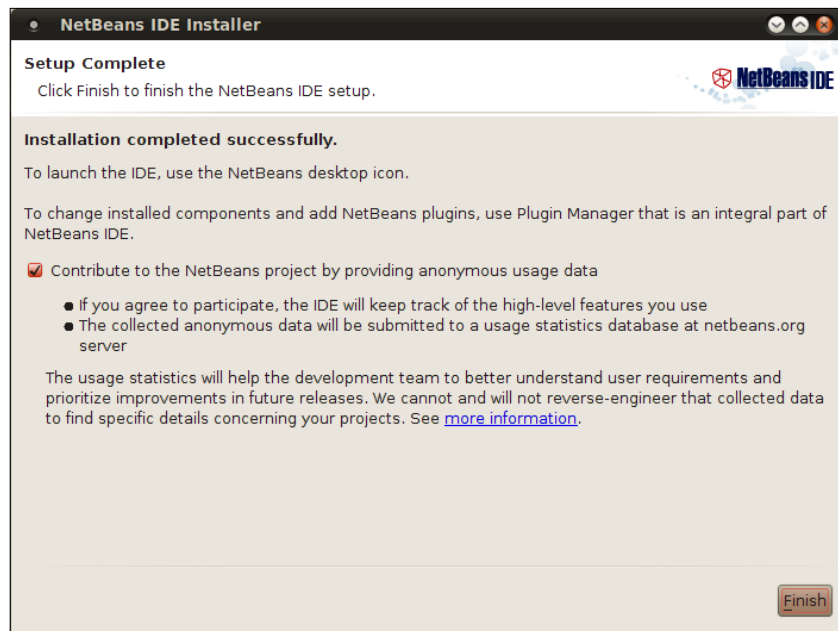 NetBeans IDE Installer
Setup Complete
Click Finish to finish the NetBeans IDE setup.
NetBeans IDE
Installation completed successfully.
To launch the IDE, use the NetBeans desktop icon.
To change installed components and add NetBeans plugins, use Plugin Manager that is an integral part of
NetBeans IDE.
Contribute to the NetBeans project by providing anonymous usage data
● If you agree to participate, the IDE will keep track of the high-level features you use
● The collected anonymous data will be submitted to a usage statistics database at netbeans.org
server
The usage statistics will help the development team to better understand user requirements and
prioritize improvements in future releases. We cannot and will not reverse-engineer that collected data
to find specific details concerning your projects. See more information.
Finish